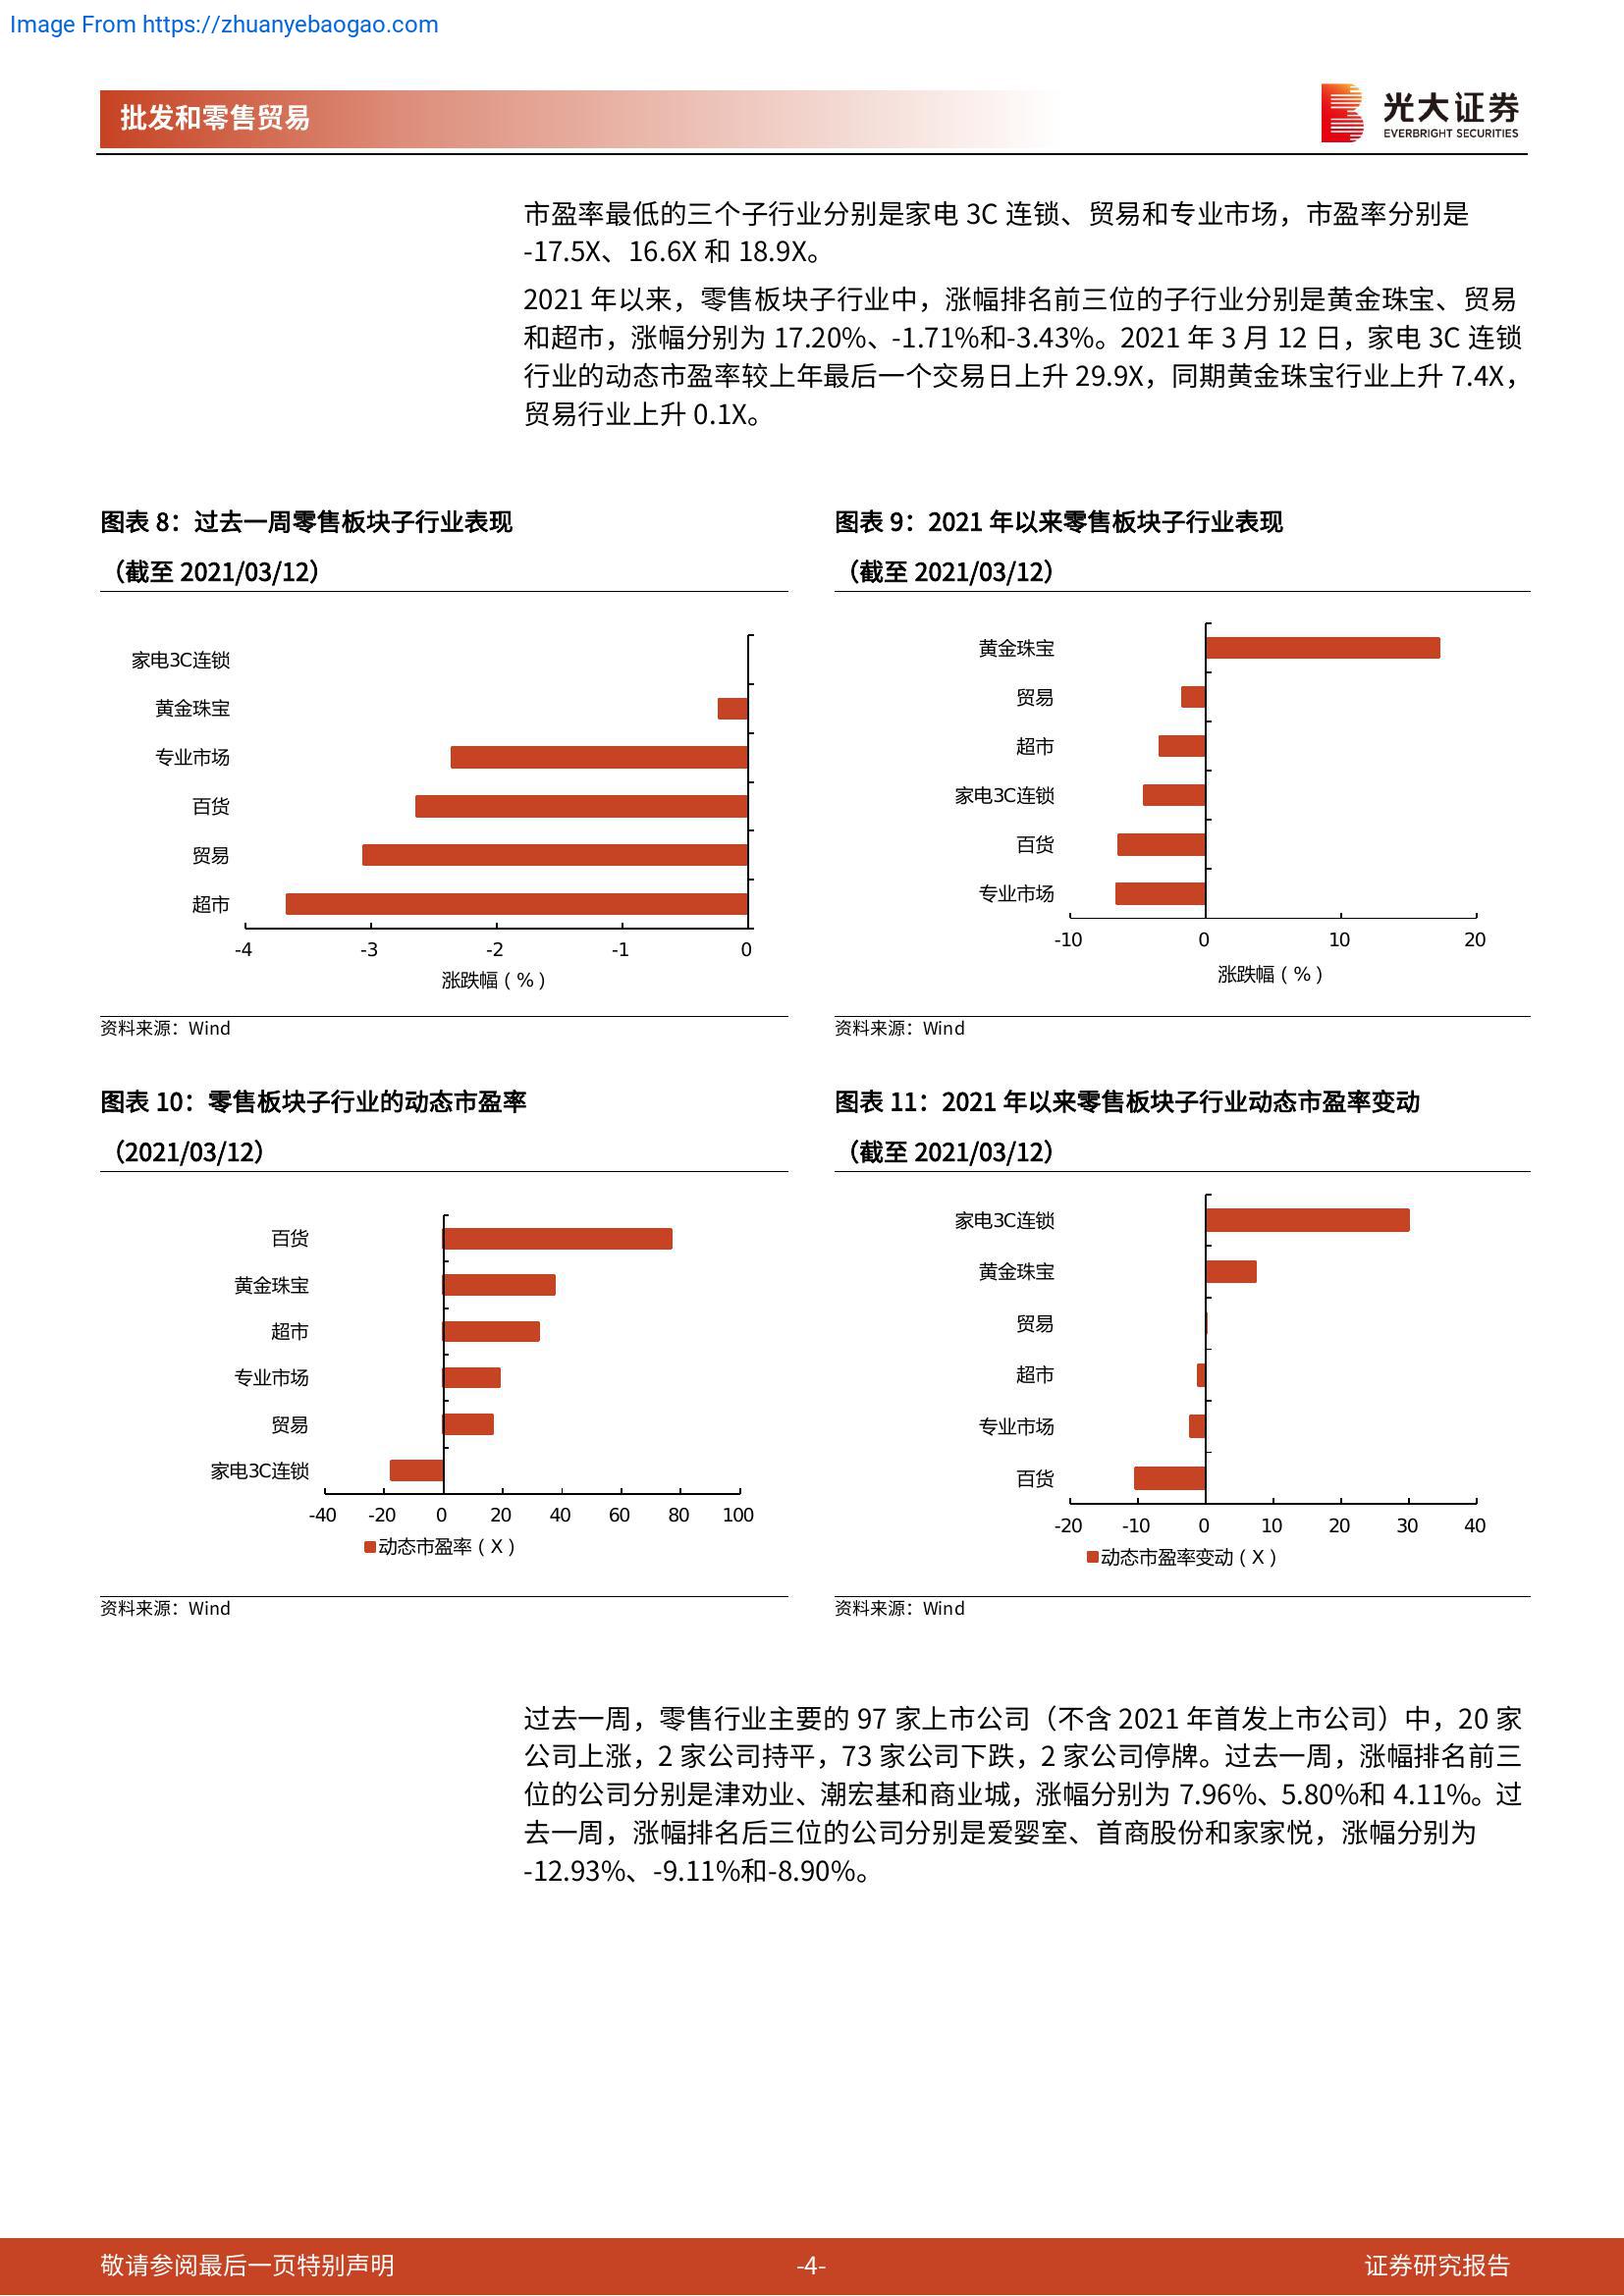 Image From https://zhuanyebaogao.com
批发和零售贸易
光大证券
EVERBRIGHT SECURITIES
市盈率最低的三个子行业分别是家电 3C 连锁、贸易和专业市场，市盈率分别是
-17.5X、16.6X 和 18.9X。
2021 年以来，零售板块子行业中，涨幅排名前三位的子行业分别是黄金珠宝、贸易
和超市，涨幅分别为 17.20%、-1.71%和-3.43%。2021 年 3 月 12 日，家电 3C 连锁
行业的动态市盈率较上年最后一个交易日上升 29.9X，同期黄金珠宝行业上升 7.4X，
贸易行业上升 0.1X。
图表 8：过去一周零售板块子行业表现
（截至 2021/03/12）
家电3C连锁
黄金珠宝
专业市场
百货
贸易
超市
-4 -3 -2 -1 0
涨跌幅（%）
资料来源：Wind
图表 9：2021 年以来零售板块子行业表现
（截至 2021/03/12）
黄金珠宝
贸易
超市
家电3C连锁
百货
专业市场
-10 0 10 20
涨跌幅（%）
资料来源：Wind
图表 10：零售板块子行业的动态市盈率
（2021/03/12）
百货
黄金珠宝
超市
专业市场
贸易
家电3C连锁
-40 -20 0 20 40 60 80 100
动态市盈率（X）
资料来源：Wind
图表 11：2021 年以来零售板块子行业动态市盈率变动
（截至 2021/03/12）
家电3C连锁
黄金珠宝
贸易
超市
专业市场
百货
-20 -10 0 10 20 30 40
动态市盈率变动（X）
资料来源：Wind
过去一周，零售行业主要的 97 家上市公司（不含 2021 年首发上市公司）中，20 家
公司上涨，2 家公司持平，73 家公司下跌，2 家公司停牌。过去一周，涨幅排名前三
位的公司分别是津劝业、潮宏基和商业城，涨幅分别为 7.96%、5.80%和 4.11%。过
去一周，涨幅排名后三位的公司分别是爱婴室、首商股份和家家悦，涨幅分别为
-12.93%、-9.11%和-8.90%。
敬请参阅最后一页特别声明
-4-
证券研究报告